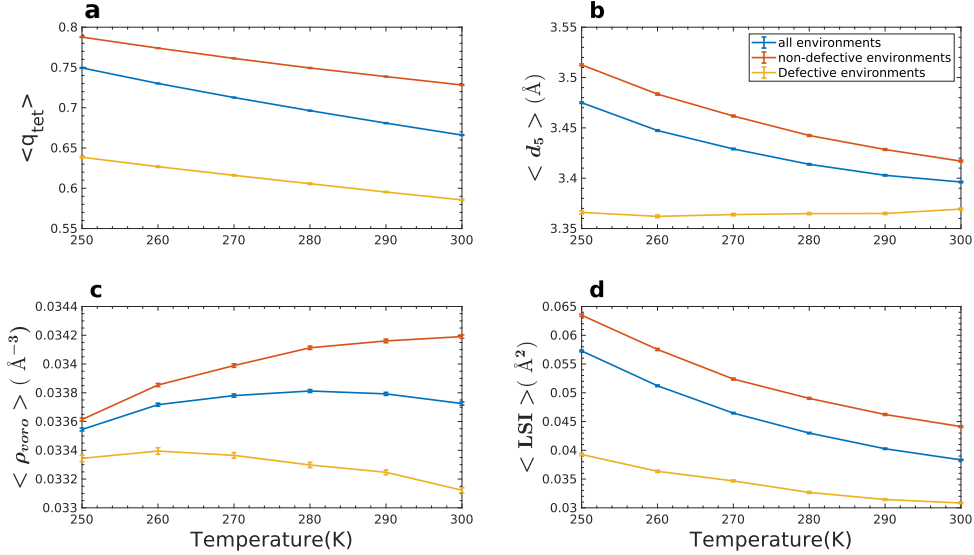 a
0.8
0.75
0.7
0.65
0.6
0.55
<q_tet>
250 260 270 280 290 300
b
3.55
3.5
3.45
3.4
3.35
< d_5 > (Å)
all environments
non-defective environments
Defective environments
250 260 270 280 290 300
c
0.0344
0.0342
0.034
0.0338
0.0336
0.0334
0.0332
0.033
< ρ_voro > ( Å^−3)
250 260 270 280 290 300
Temperature(K)
d
0.065
0.06
0.055
0.05
0.045
0.04
0.035
0.03
< LSI >( Å^2)
250 260 270 280 290 300
Temperature(K)